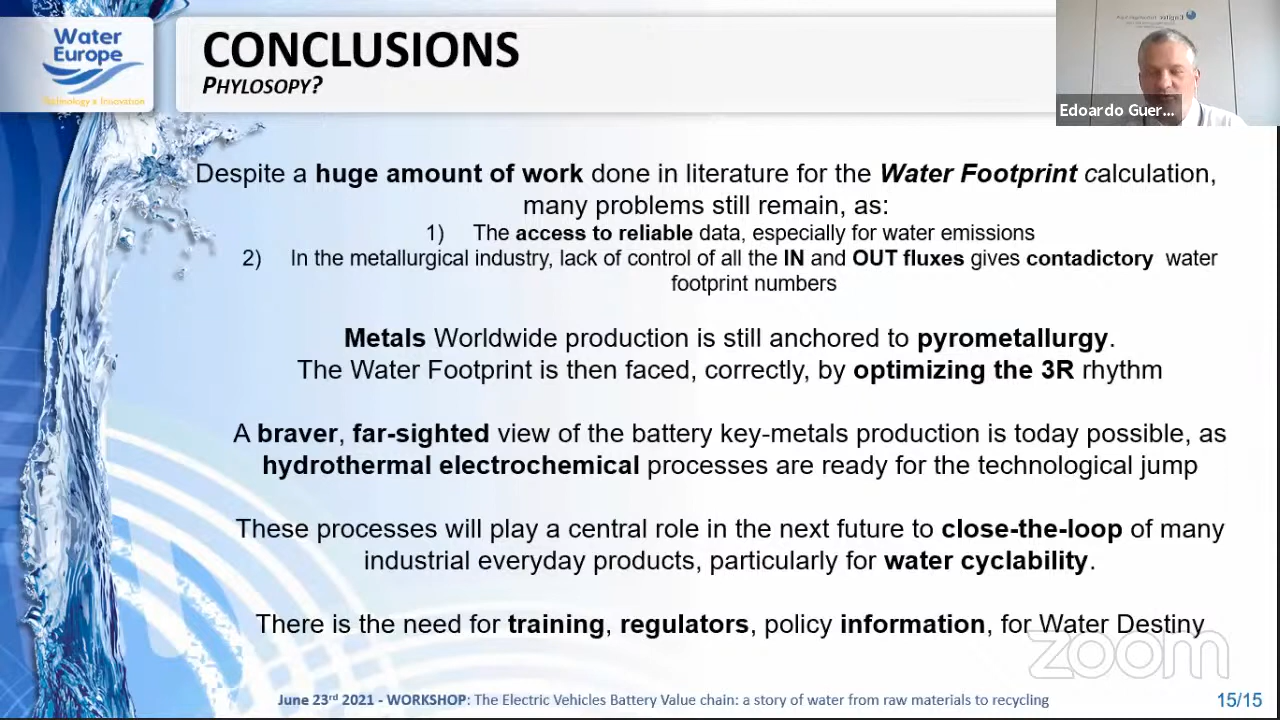 Water
Europe
Technology & Innovation
CONCLUSIONS
PHYLOSOPY?
Edoardo Guer...
Despite a huge amount of work done in literature for the Water Footprint calculation,
many problems still remain, as:
1) The access to reliable data, especially for water emissions
2) In the metallurgical industry, lack of control of all the IN and OUT fluxes gives contadictory water
footprint numbers
Metals Worldwide production is still anchored to pyrometallurgy.
The Water Footprint is then faced, correctly, by optimizing the 3R rhythm
A braver, far-sighted view of the battery key-metals production is today possible, as
hydrothermal electrochemical processes are ready for the technological jump
These processes will play a central role in the next future to close-the-loop of many
industrial everyday products, particularly for water cyclability.
There is the need for training, regulators, policy information, for Water Destiny
zoom
June 23rd 2021 - WORKSHOP: The Electric Vehicles Battery Value chain: a story of water from raw materials to recycling
15/15